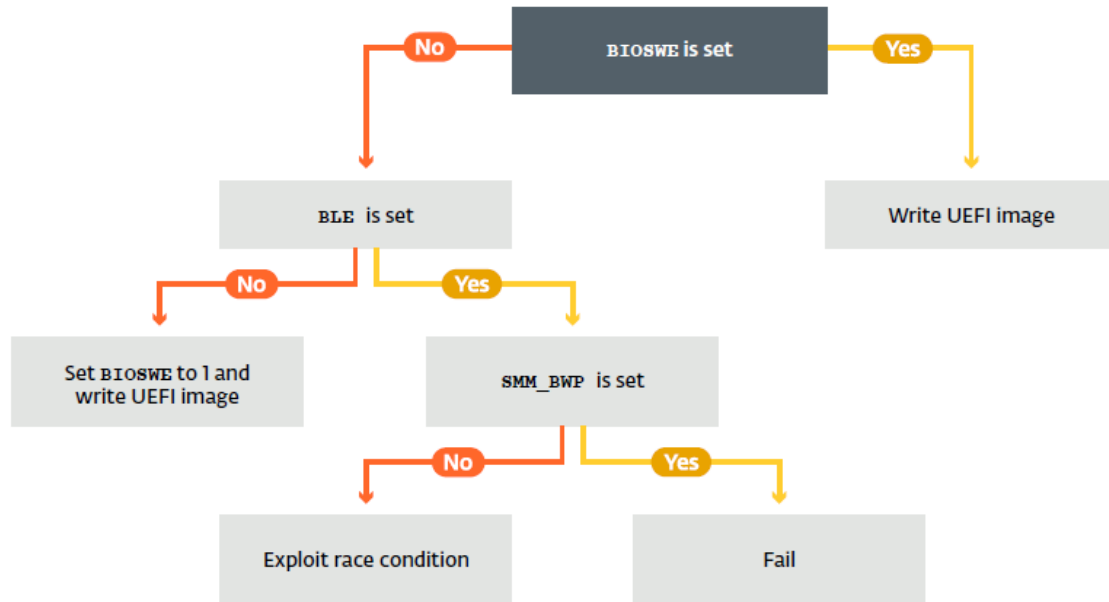 BIOSWE is set
No
Yes
BLE is set
Write UEFI image
No
Yes
Set BIOSWE to 1 and
write UEFI image
SMM_BWP is set
No
Yes
Exploit race condition
Fail